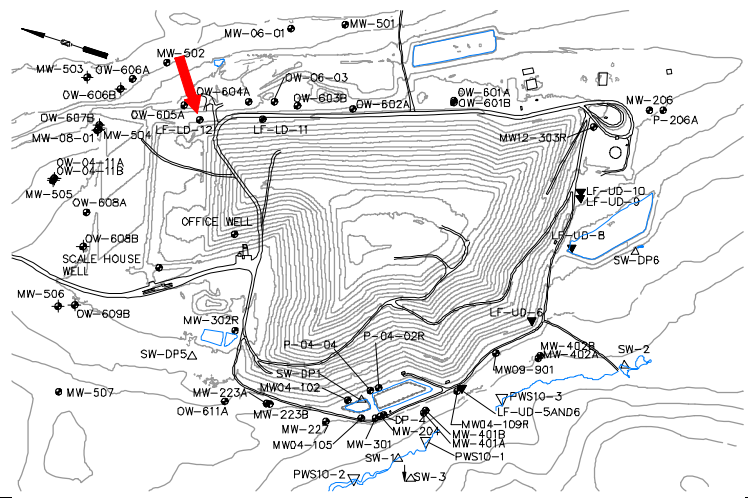 MW-501
MW-06-01
MW-502
MW-503
OW-606A
OW-606B
OW-604A
OW-06-03
OW-603B
OW-602A
OW-601A
OW-601B
MW-206
P-206A
OW-605A
OW-607B
LF-LD-12
LF-LD-11
MW-08-01
MW-504
MW12-303R
OW-04-11A
OW-04-11B
MW-505
LF-UD-10
LF-UD-9
OW-608A
OFFICE WELL
LF-UD-8
OW-608B
SCALE HOUSE
WELL
SW-DP6
MW-506
OW-609B
MW-302R
LF-UD-6
P-04-04
P-04-02R
SW-DP5
MW-402B
MW-402A
SW-2
SW-DP1
MW09-901
MW-507
MW-223A
MW04-102
PWS10-3
OW-611A
MW-223B
LF-UD-5AND6
DP-4
MW04-109R
MW-227
MW-204
MW-401B
MW04-105
MW-301
MW-401A
SW-1
PWS10-1
PWS10-2
SW-3